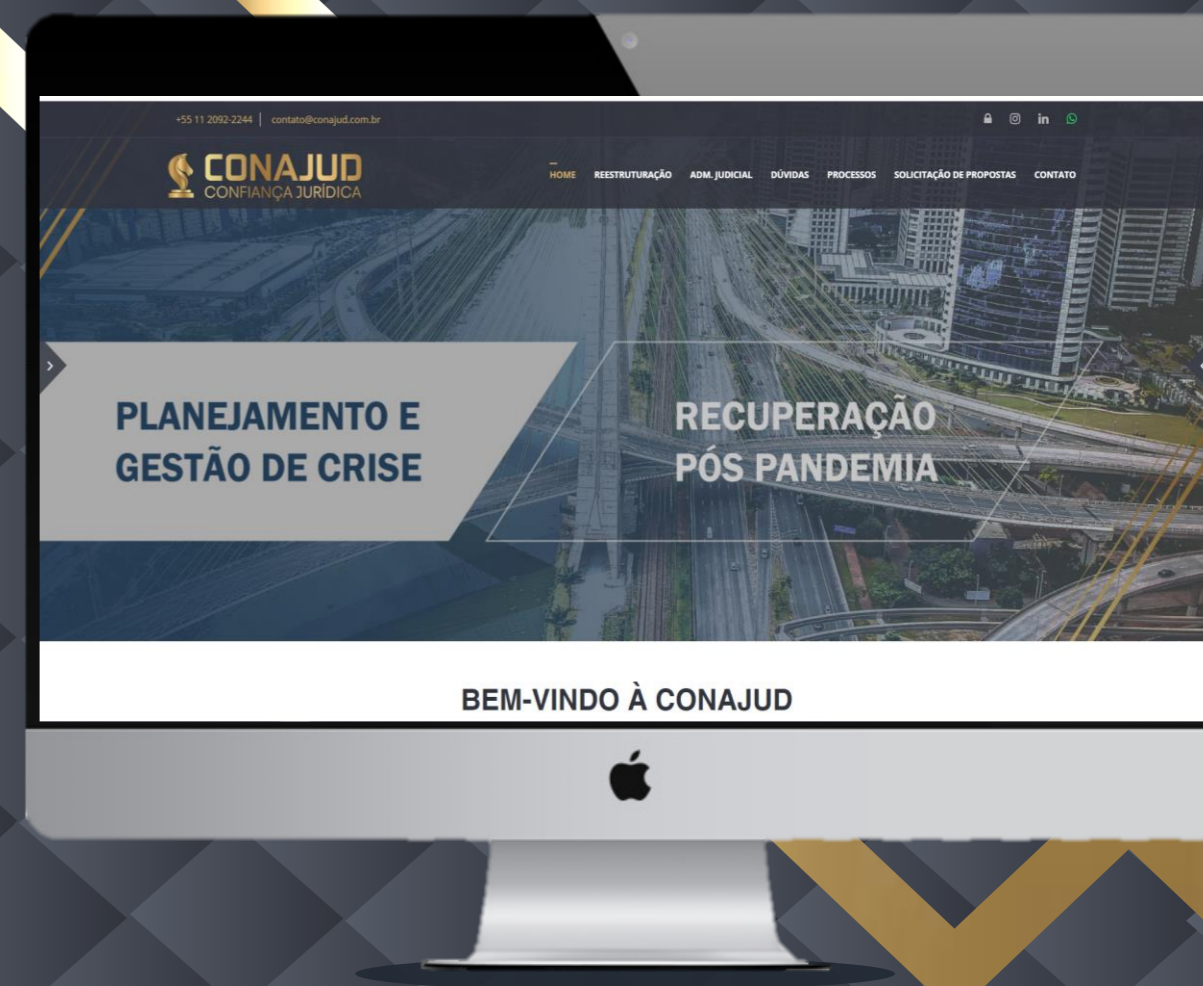 +55 11 2092-2244 | contato@conajud.com.br
in
CONAJUD
CONFIANÇA JURÍDICA
HOME REESTRUTURAÇÃO ADM. JUDICIAL DÚVIDAS PROCESSOS SOLICITAÇÃO DE PROPOSTAS CONTATO
PLANEJAMENTO E
GESTÃO DE CRISE
RECUPERAÇÃO
PÓS PANDEMIA
BEM-VINDO À CONAJUD